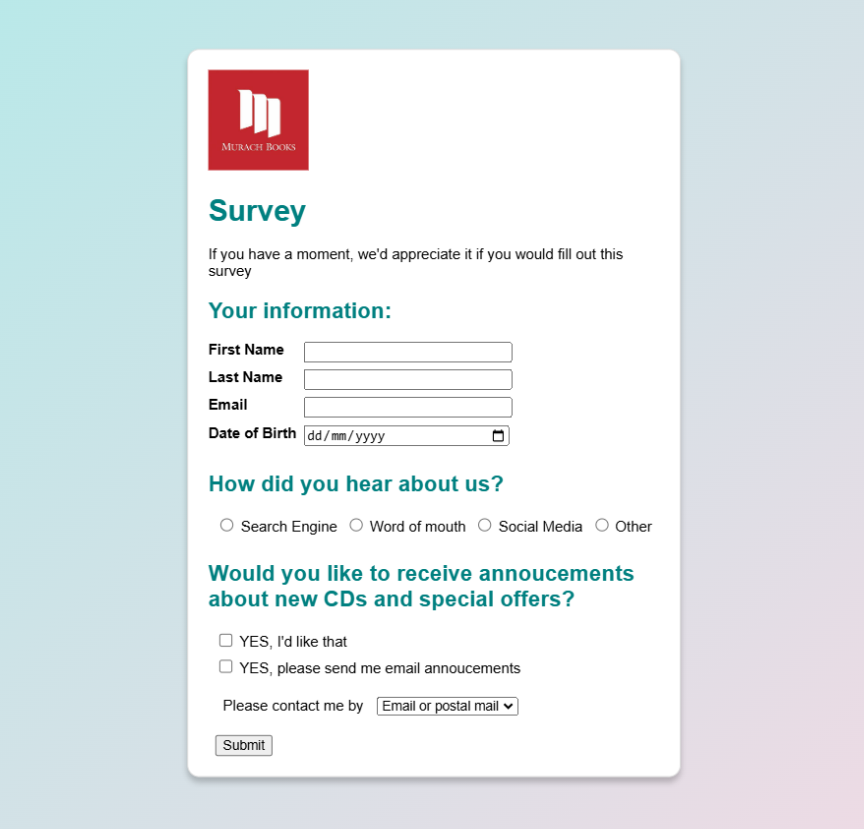 MURACH BOOKS
Survey
If you have a moment, we'd appreciate it if you would fill out this
survey
Your information:
First Name
Last Name
Email
Date of Birth dd/mm/yyyy
How did you hear about us?
Search Engine Word of mouth Social Media Other
Would you like to receive annoucements
about new CDs and special offers?
YES, I'd like that
YES, please send me email annoucements
Please contact me by Email or postal mail
Submit